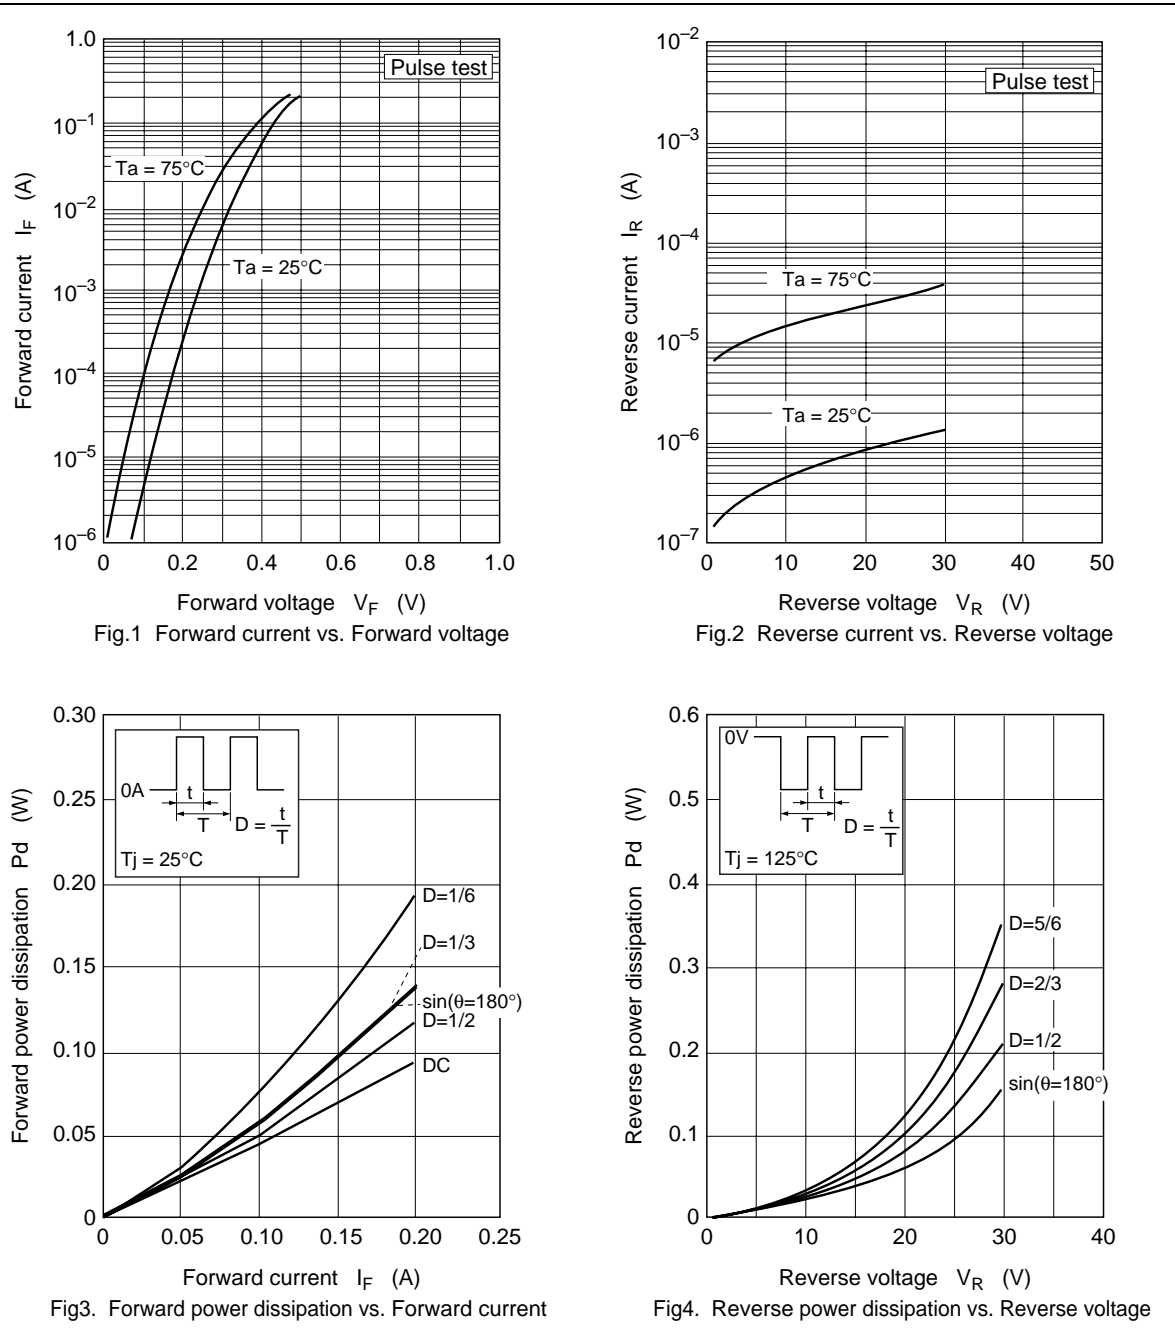 1.0
10–1
10–2
10–3
10–4
10–5
10–6
Pulse test
Ta = 75°C
Ta = 25°C
Forward current IF (A)
0 0.2 0.4 0.6 0.8 1.0
Forward voltage VF (V)
Fig.1 Forward current vs. Forward voltage
10–2
10–3
10–4
10–5
10–6
10–7
Pulse test
Ta = 75°C
Ta = 25°C
Reverse current IR (A)
0 10 20 30 40 50
Reverse voltage VR (V)
Fig.2 Reverse current vs. Reverse voltage
0.30
0.25
0.20
0.15
0.10
0.05
0
0A
t
T
D = t/T
Tj = 25°C
D=1/6
D=1/3
sin(θ=180°)
D=1/2
DC
Forward power dissipation Pd (W)
0 0.05 0.10 0.15 0.20 0.25
Forward current IF (A)
Fig3. Forward power dissipation vs. Forward current
0.6
0.5
0.4
0.3
0.2
0.1
0
0V
t
T
D = t/T
Tj = 125°C
D=5/6
D=2/3
D=1/2
sin(θ=180°)
Reverse power dissipation Pd (W)
0 10 20 30 40
Reverse voltage VR (V)
Fig4. Reverse power dissipation vs. Reverse voltage